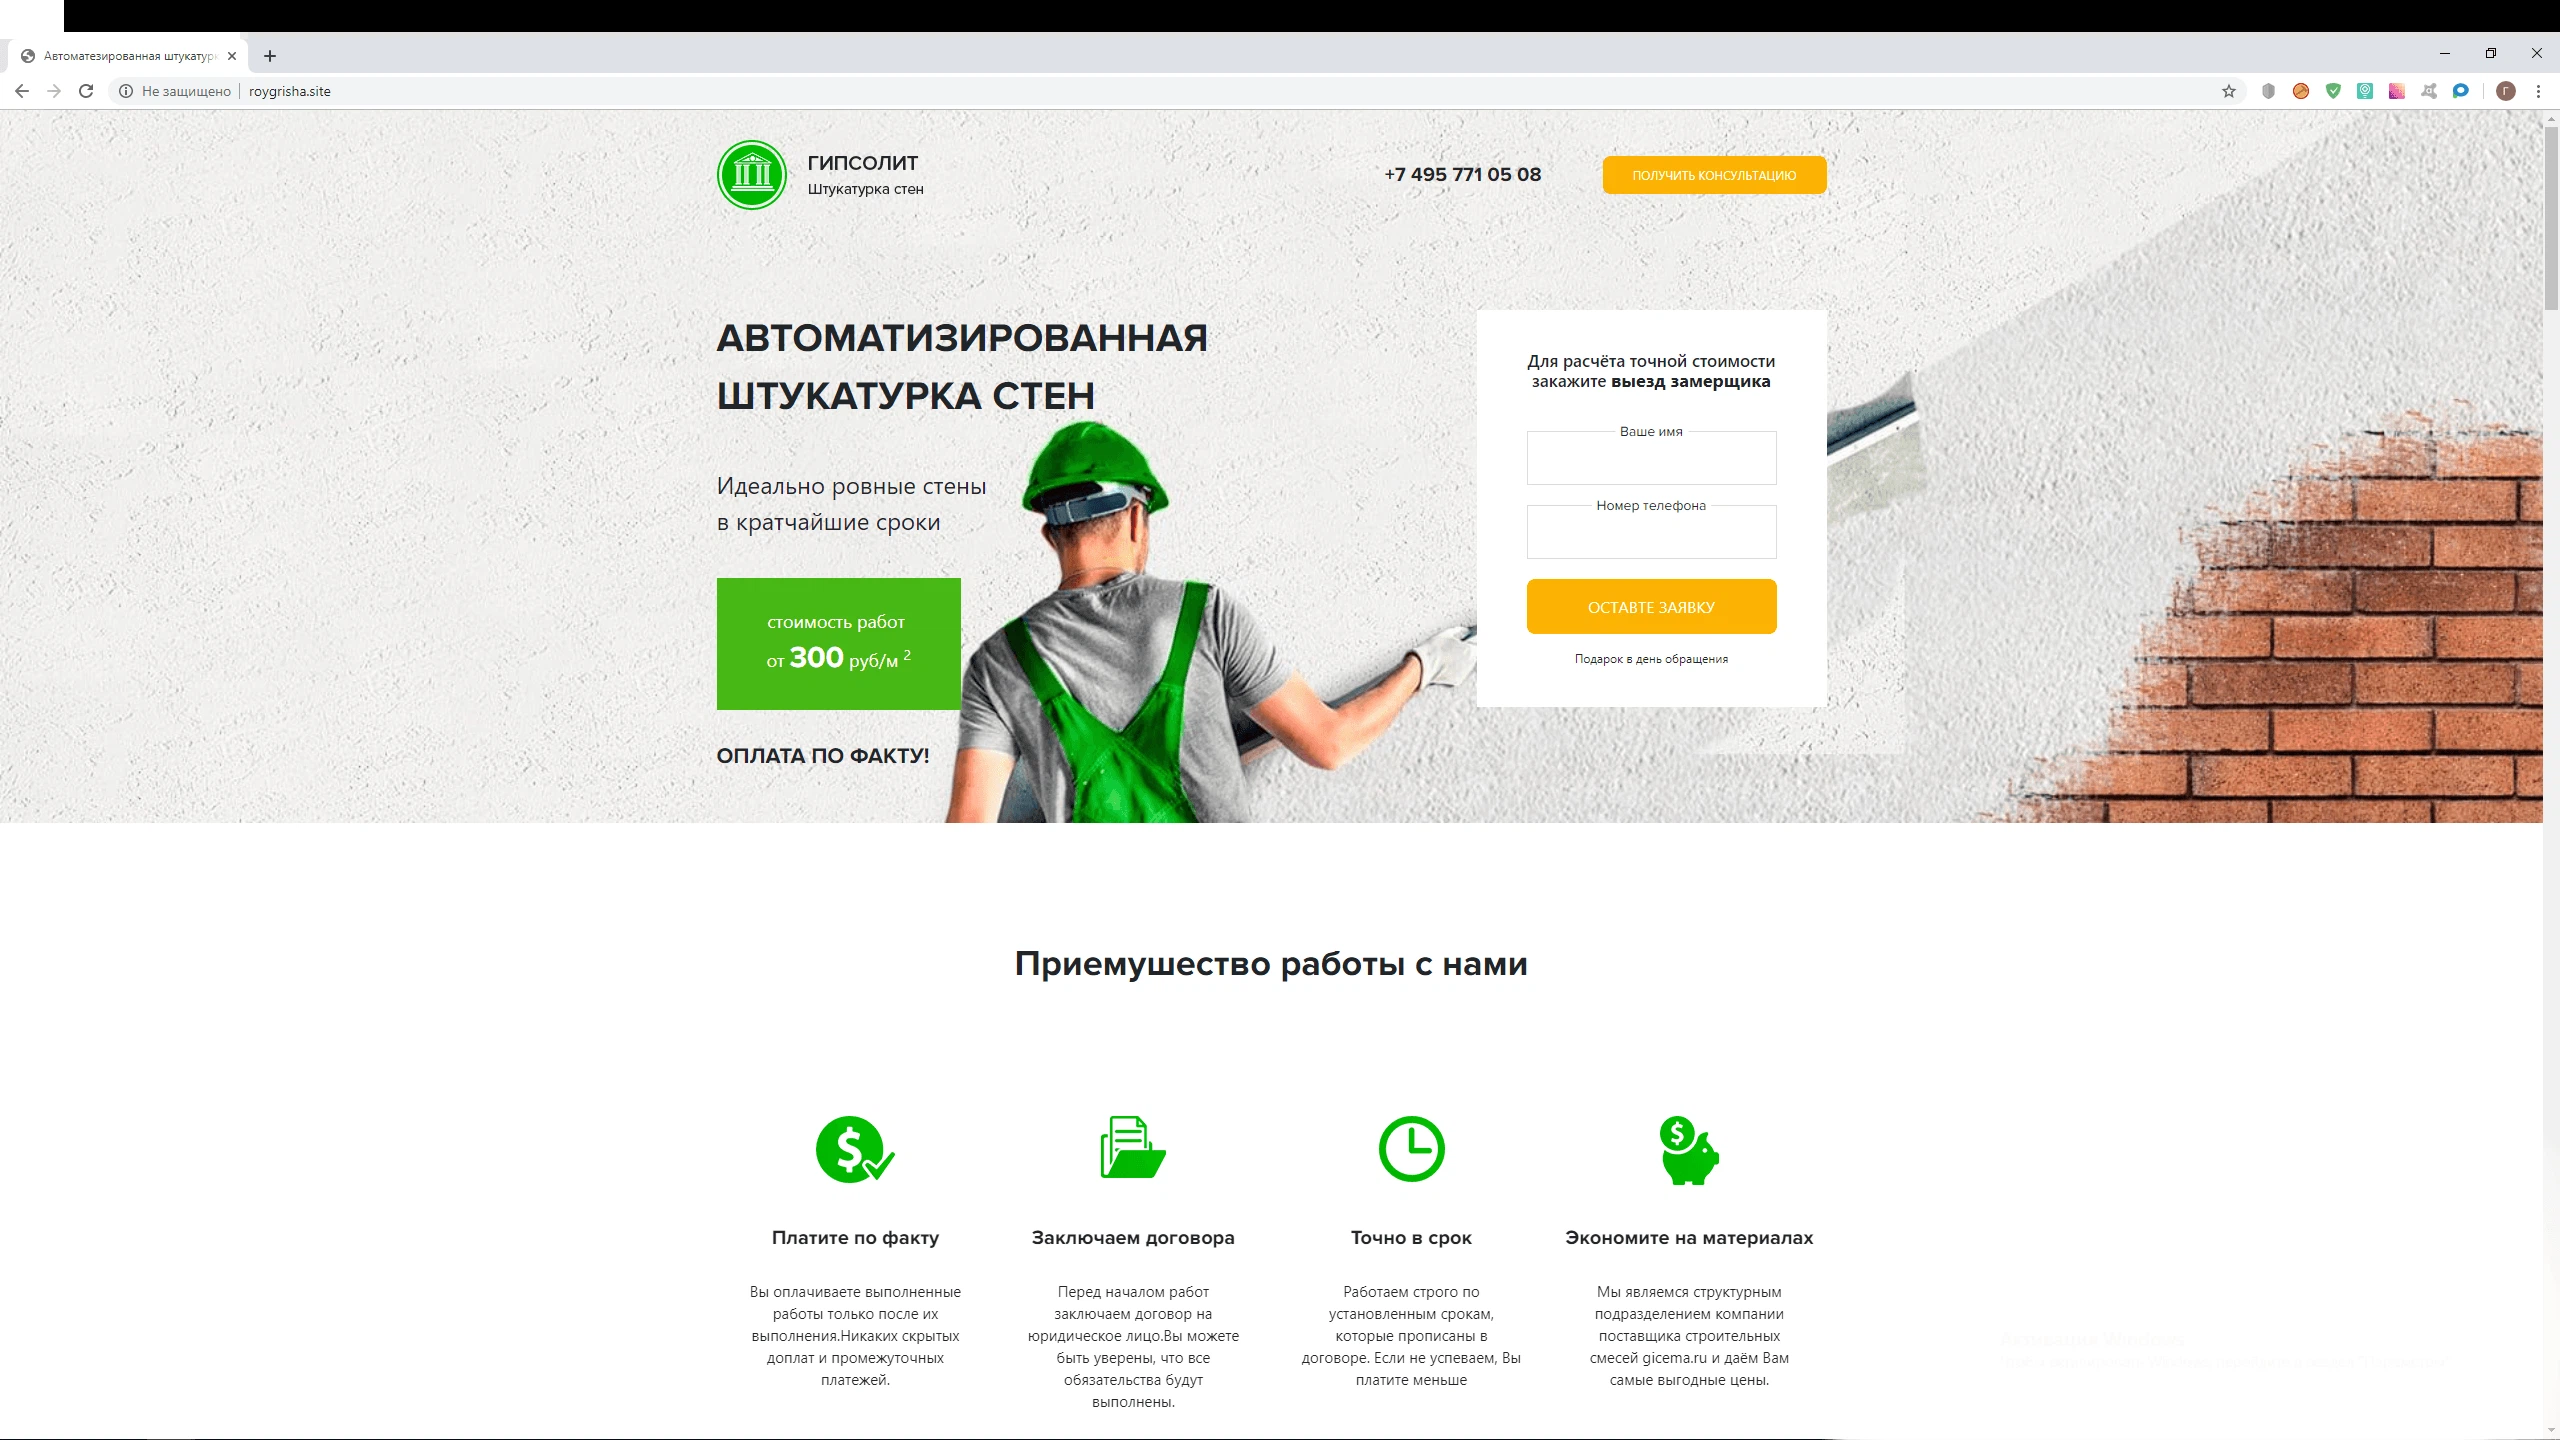 Автоматезированная штукатур
Не защищено
roygrisha.site
Г
ГИПСОЛИТ
Штукатурка стен
+7 495 771 05 08
ПОЛУЧИТЬ КОНСУЛЬТАЦИЮ
АВТОМАТИЗИРОВАННАЯ
ШТУКАТУРКА СТЕН
Идеально ровные стены
в кратчайшие сроки
стоимость работ
от 300 руб/м 2
ОПЛАТА ПО ФАКТУ!
Для расчёта точной стоимости
закажите выезд замерщика
Ваше имя
Номер телефона
ОСТАВТЕ ЗАЯВКУ
Подарок в день обращения
Приемушество работы с нами
Платите по факту
Вы оплачиваете выполненные
работы только после их
выполнения.Никаких скрытых
доплат и промежуточных
платежей.
Заключаем договора
Перед началом работ
заключаем договор на
юридическое лицо.Вы можете
быть уверены, что все
обязательства будут
выполнены.
Точно в срок
Работаем строго по
установленным срокам,
которые прописаны в
договоре. Если не успеваем, Вы
платите меньше
Экономите на материалах
Мы являемся структурным
подразделением компании
поставщика строительных
смесей gicema.ru и даём Вам
самые выгодные цены.